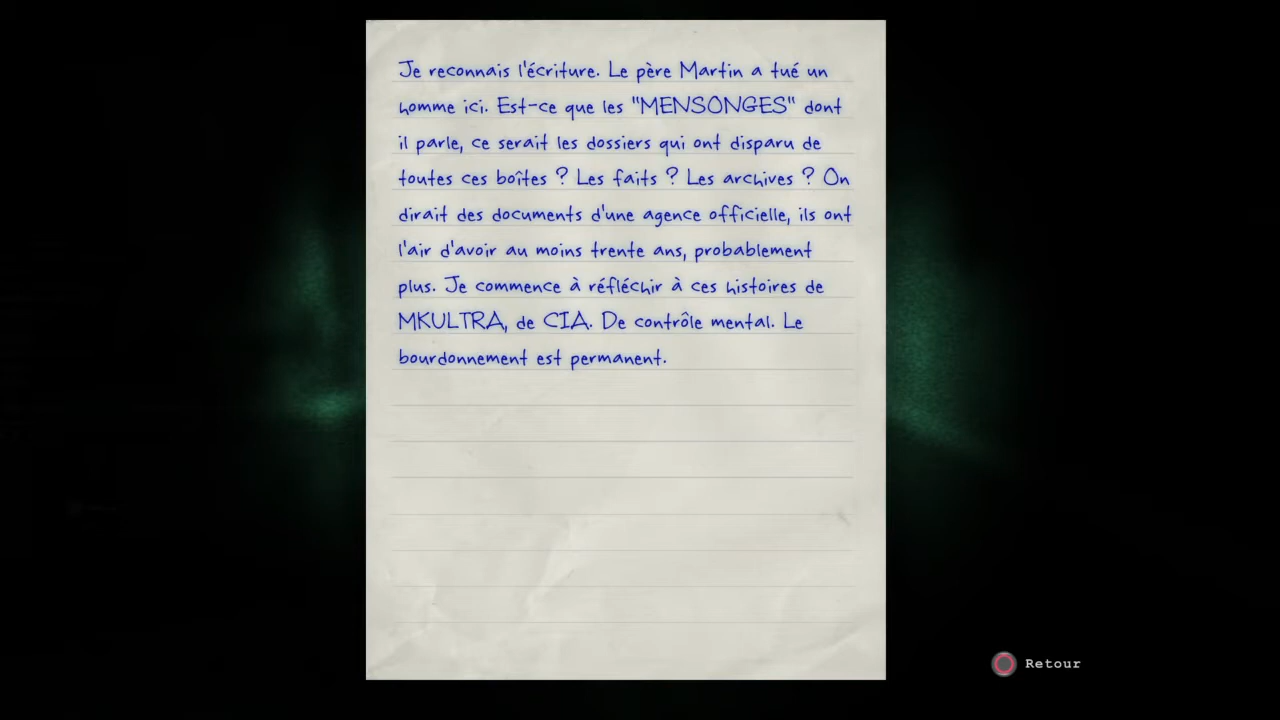 Je reconnais l'écriture. Le père Martin a tué un
homme ici. Est-ce que les "MENSONGES" dont
il parle, ce serait les dossiers qui ont disparu de
toutes ces boîtes ? Les faits ? Les archives ? On
dirait des documents d'une agence officielle, ils ont
l'air d'avoir au moins trente ans, probablement
plus. Je commence à réfléchir à ces histoires de
MKULTRA, de CIA. De contrôle mental. Le
bourdonnement est permanent.
Retour